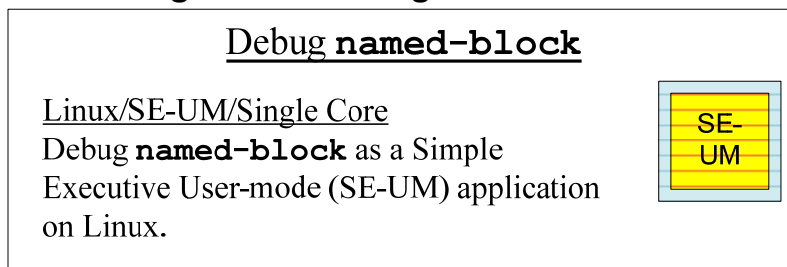 Debug named-block
Linux/SE-UM/Single Core
Debug named-block as a Simple
Executive User-mode (SE-UM) application
on Linux.
SE-
UM